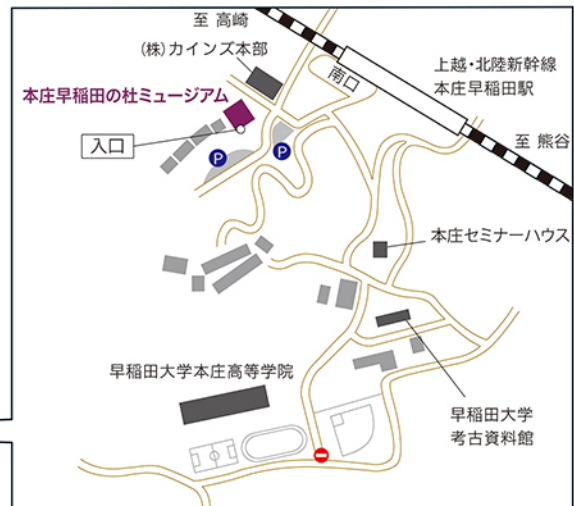 至 高崎
(株)カインズ本部
南口
上越・北陸新幹線
本庄早稲田駅
本庄早稲田の杜ミュージアム
入口
P
P
至 熊谷
本庄セミナーハウス
早稲田大学本庄高等学院
早稲田大学
考古資料館